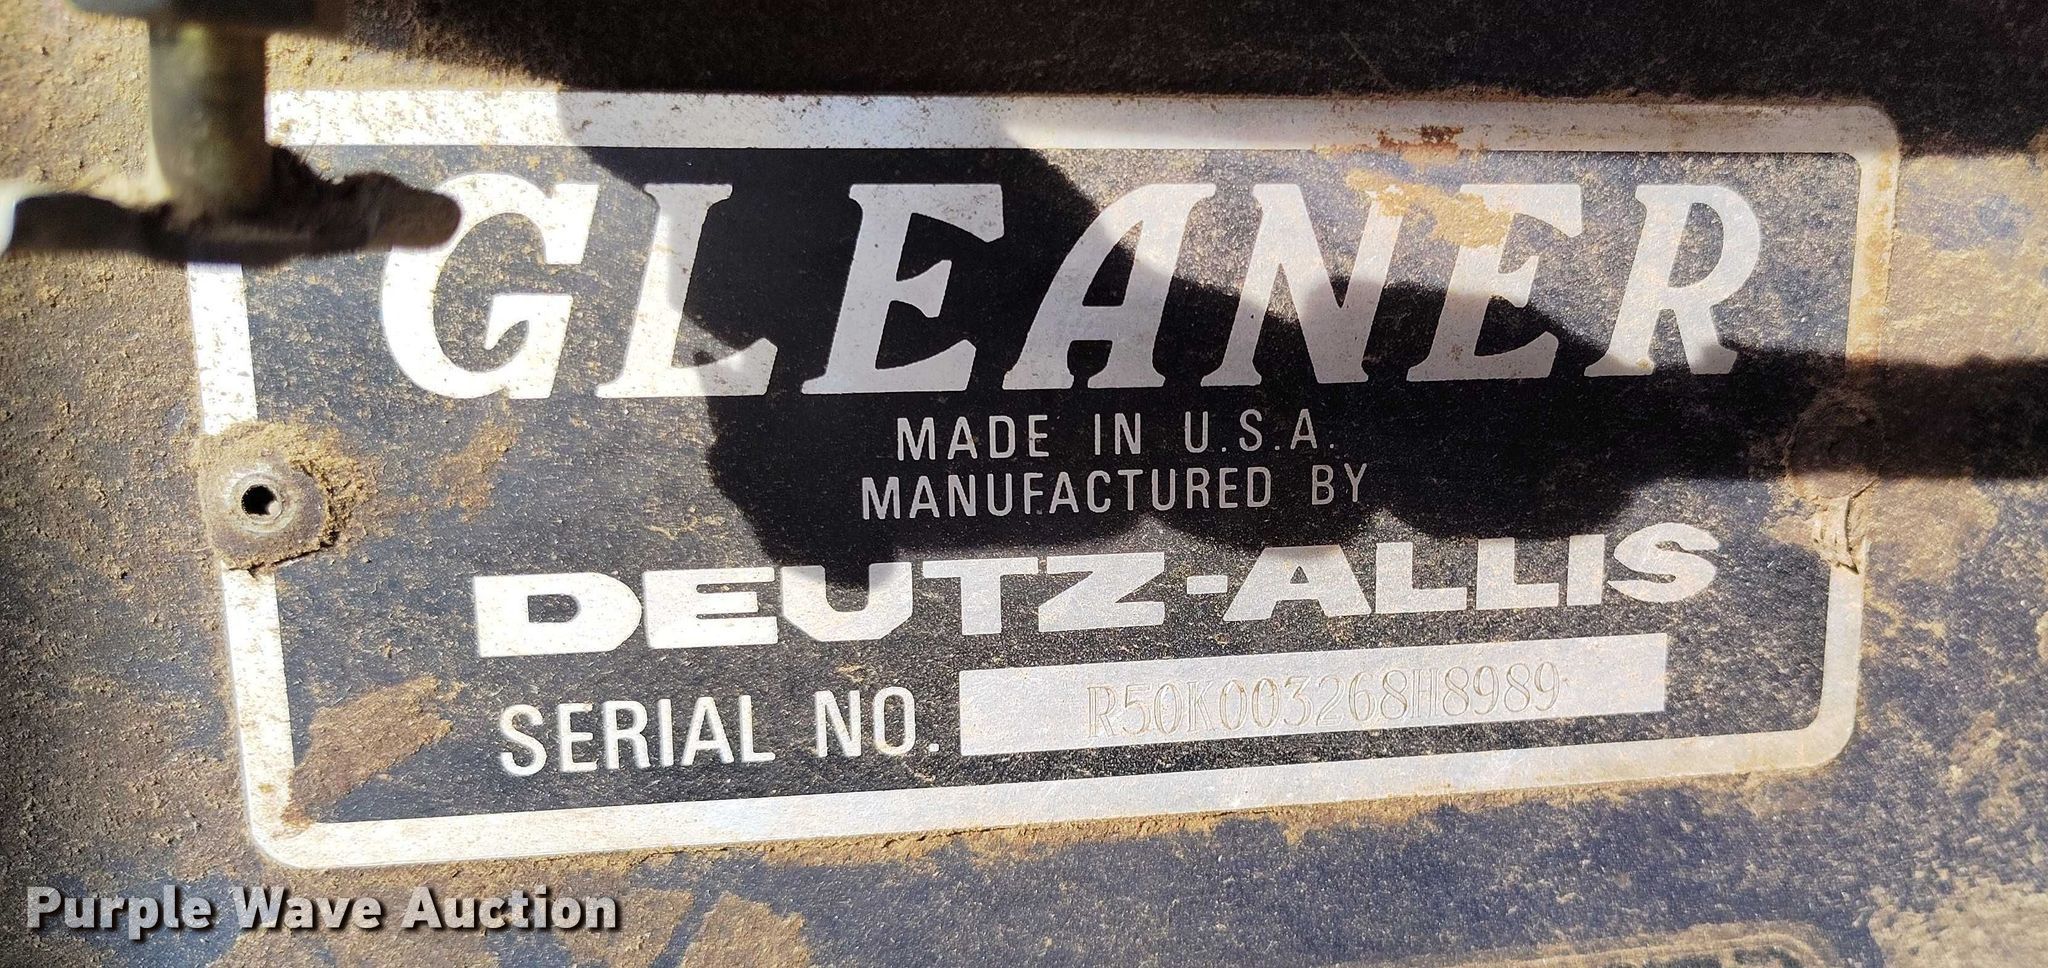 GLEANER
MADE IN U.S.A.
MANUFACTURED BY
DEUTZ-ALLIS
SERIAL NO. R50K003268H8989
Purple Wave Auction